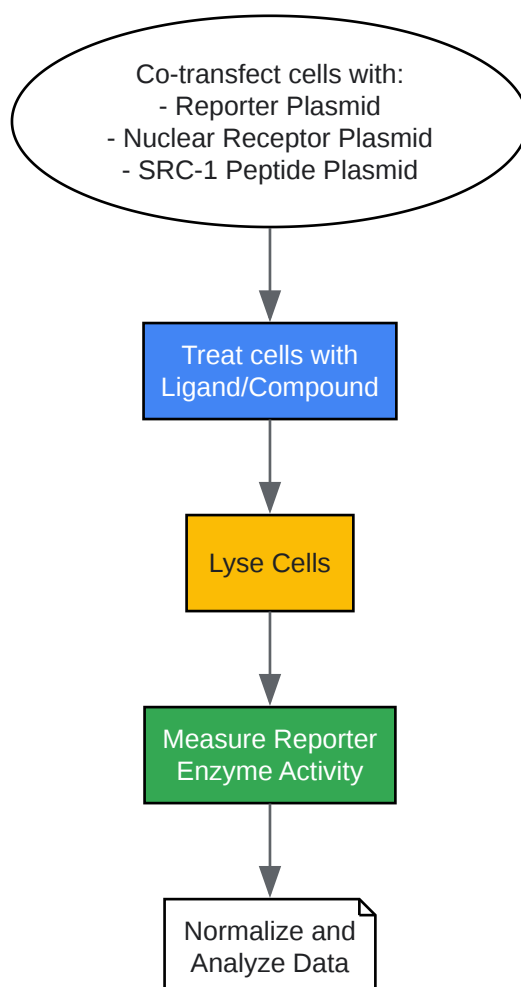 Co-transfect cells with:
- Reporter Plasmid
- Nuclear Receptor Plasmid
- SRC-1 Peptide Plasmid
Treat cells with
Ligand/Compound
Lyse Cells
Measure Reporter
Enzyme Activity
Normalize and
Analyze Data